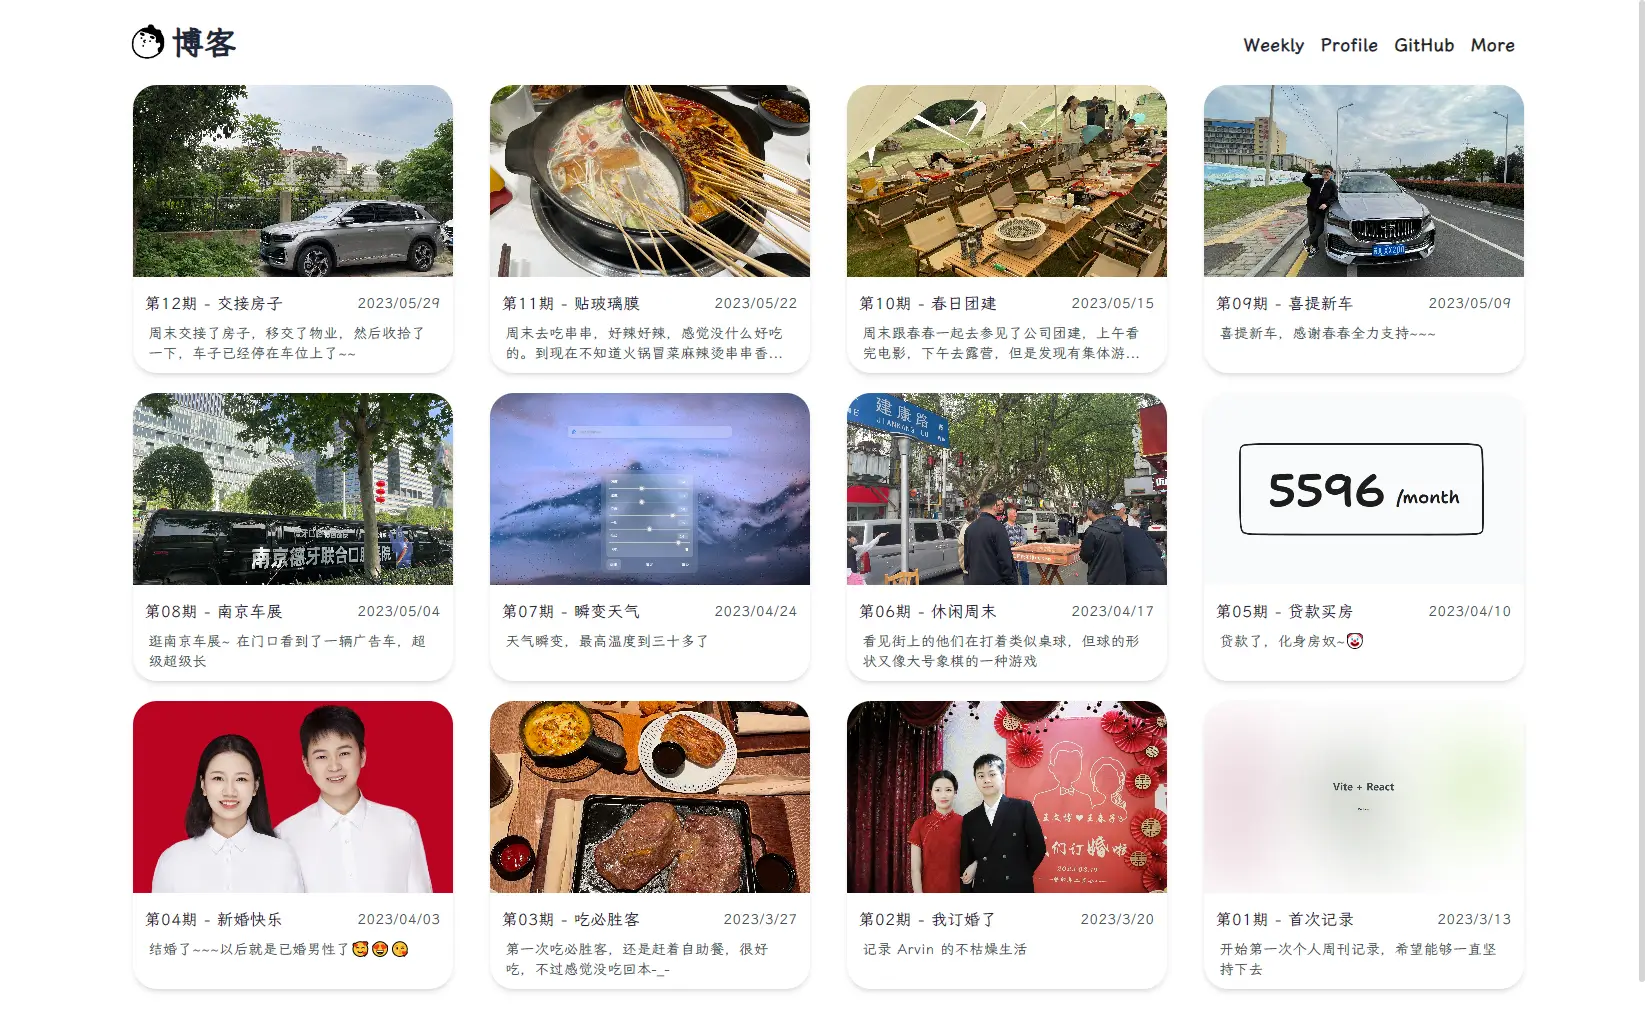 博客
Weekly Profile GitHub More
第12期 - 交接房子 2023/05/29
周末交接了房子，移交了物业，然后收拾了
一下，车子已经停在车位上了~~
第11期 - 贴玻璃膜 2023/05/22
周末去吃串串，好辣好辣，感觉没什么好吃
的。到现在不知道火锅冒菜麻辣烫串串香...
第10期 - 春日团建 2023/05/15
周末跟春春一起去参见了公司团建，上午看
完电影，下午去露营，但是发现有集体游...
第09期 - 喜提新车 2023/05/09
喜提新车，感谢春春全力支持~~~
南京德牙联合口腔医院
第08期 - 南京车展 2023/05/04
逛南京车展~ 在门口看到了一辆广告车，超
级超级长
第07期 - 瞬变天气 2023/04/24
天气瞬变，最高温度到三十多了
建康路
JIANKANG LU
第06期 - 休闲周末 2023/04/17
看见街上的他们在打着类似桌球，但球的形
状又像大号象棋的一种游戏
5596 /month
第05期 - 贷款买房 2023/04/10
贷款了，化身房奴~🤡
第04期 - 新婚快乐 2023/04/03
结婚了~~~以后就是已婚男性了🥰😍😘
第03期 - 吃必胜客 2023/3/27
第一次吃必胜客，还是赶着自助餐，很好
吃，不过感觉没吃回本-_-
们订婚啦
第02期 - 我订婚了 2023/3/20
记录 Arvin 的不枯燥生活
Vite + React
第01期 - 首次记录 2023/3/13
开始第一次个人周刊记录，希望能够一直坚
持下去